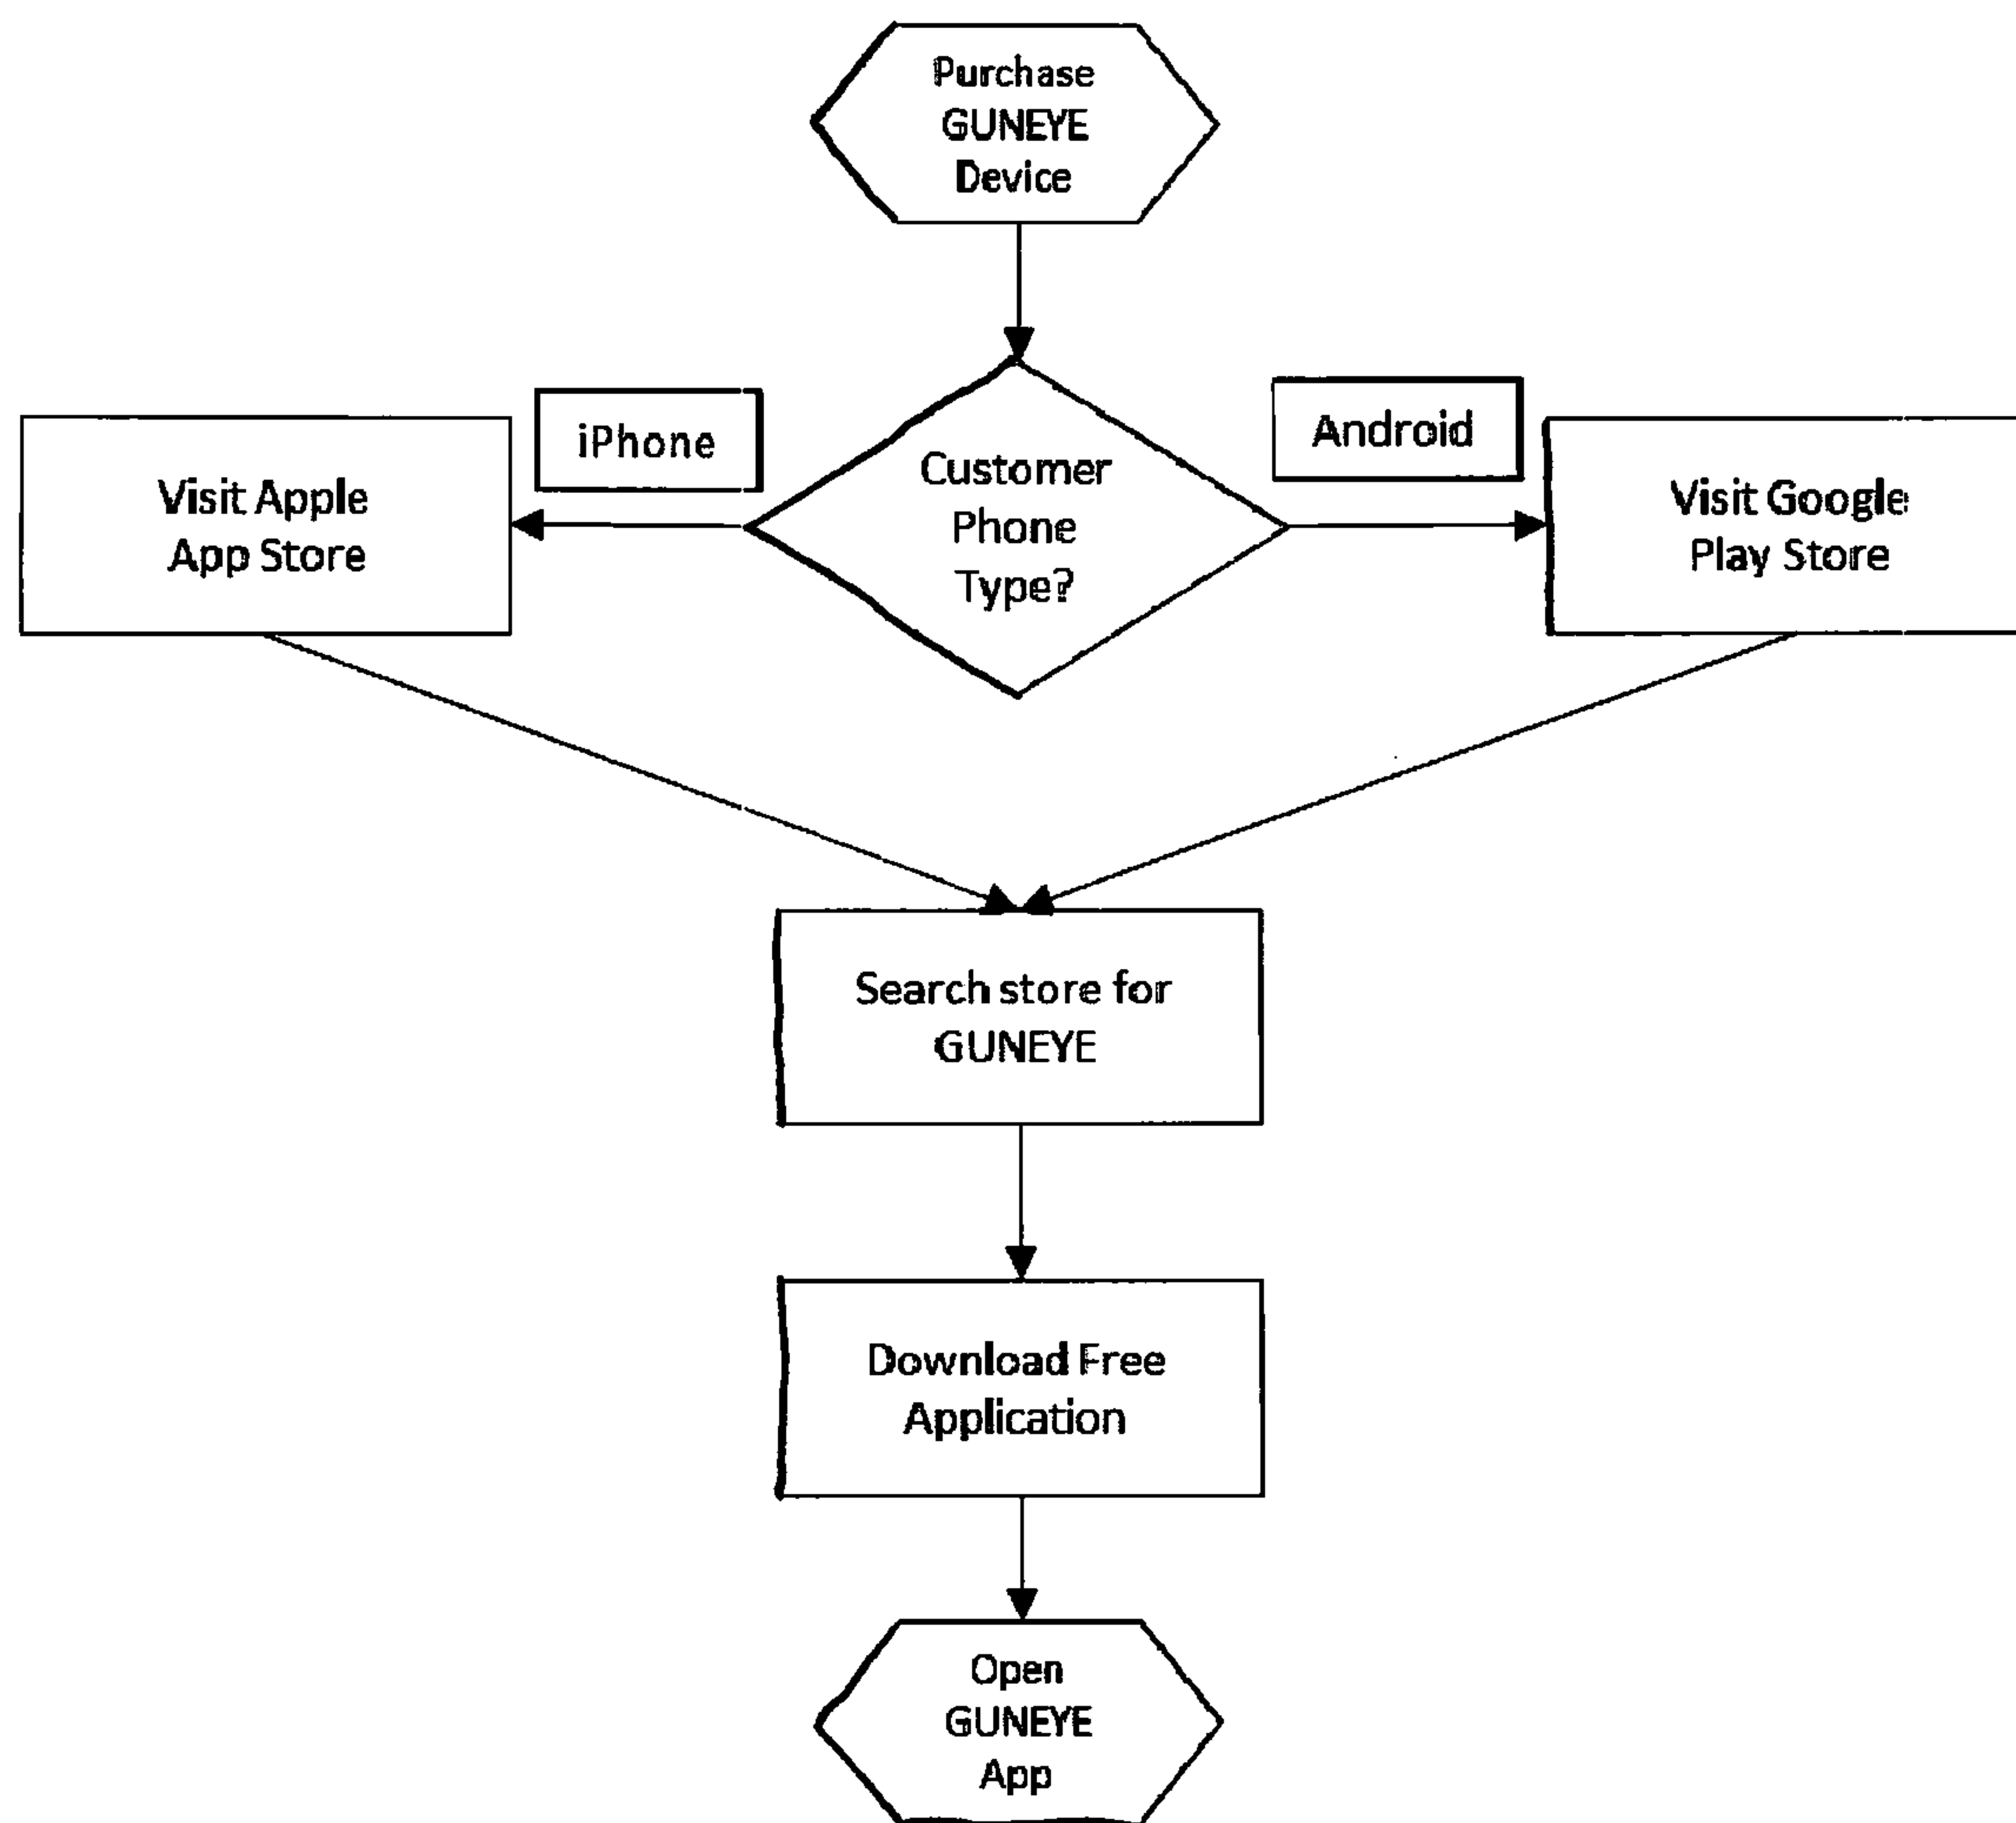 Purchase
GUNEYE
Device
iPhone
Android
Visit Apple
App Store
Customer
Phone
Type?
Visit Google
Play Store
Search store for
GUNEYE
Download Free
Application
Open
GUNEYE
App